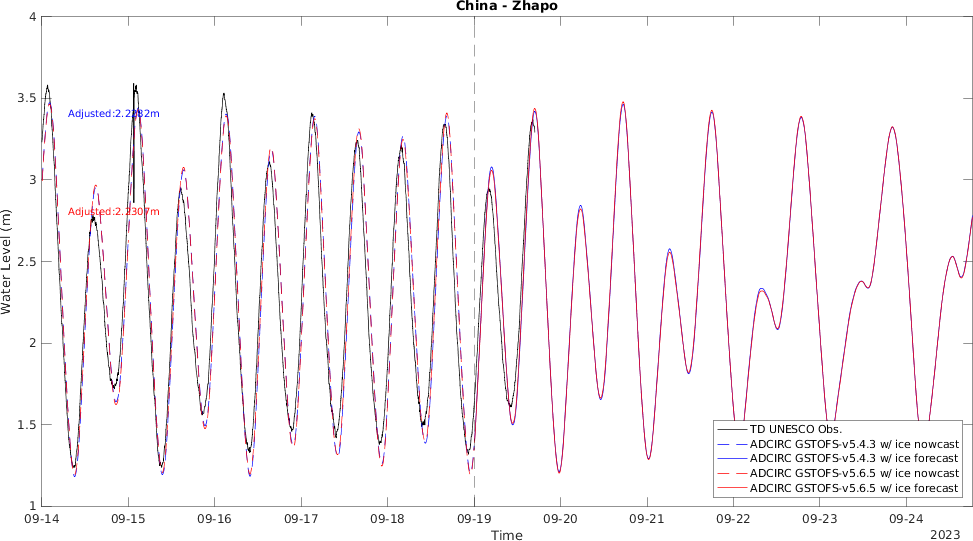 China - Zhapo
4
3.5
3
2.5
2
1.5
1
Water Level (m)
Adjusted:2.2282m
Adjusted:2.2307m
TD UNESCO Obs.
ADCIRC GSTOFS-v5.4.3 w/ ice nowcast
ADCIRC GSTOFS-v5.4.3 w/ ice forecast
ADCIRC GSTOFS-v5.6.5 w/ ice nowcast
ADCIRC GSTOFS-v5.6.5 w/ ice forecast
09-14 09-15 09-16 09-17 09-18 09-19 09-20 09-21 09-22 09-23 09-24
Time
2023